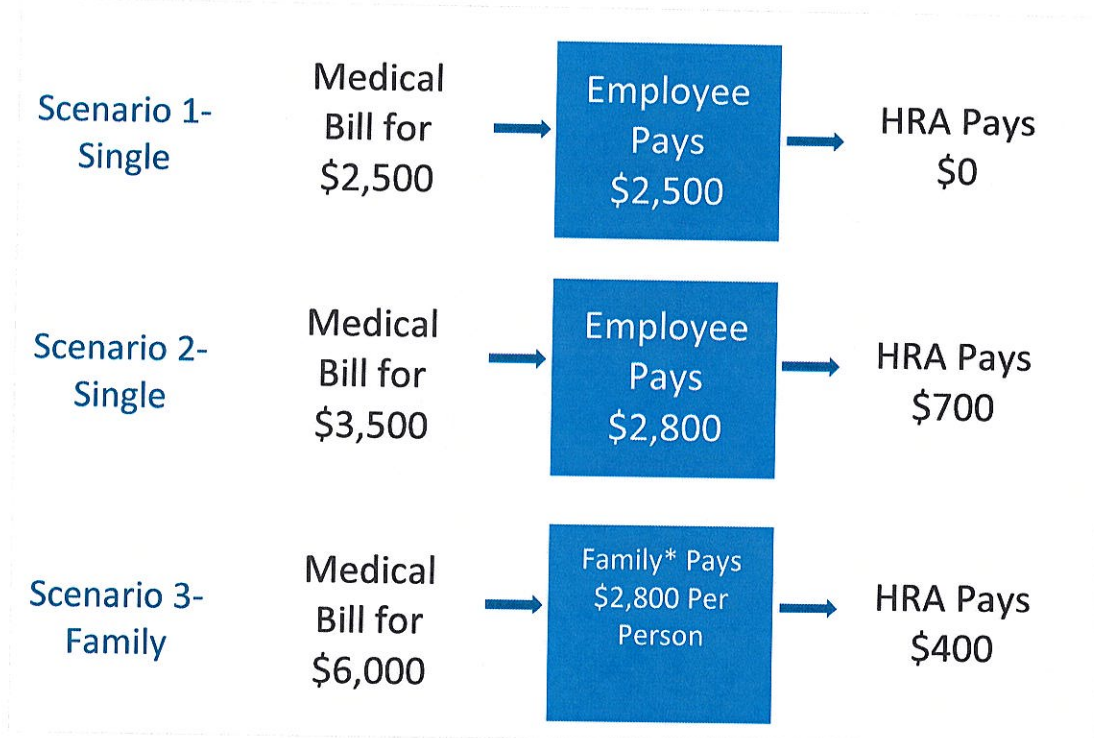 Scenario 1-
Single
Medical
Bill for
$2,500
Employee
Pays
$2,500
HRA Pays
$0
Scenario 2-
Single
Medical
Bill for
$3,500
Employee
Pays
$2,800
HRA Pays
$700
Scenario 3-
Family
Medical
Bill for
$6,000
Family* Pays
$2,800 Per
Person
HRA Pays
$400